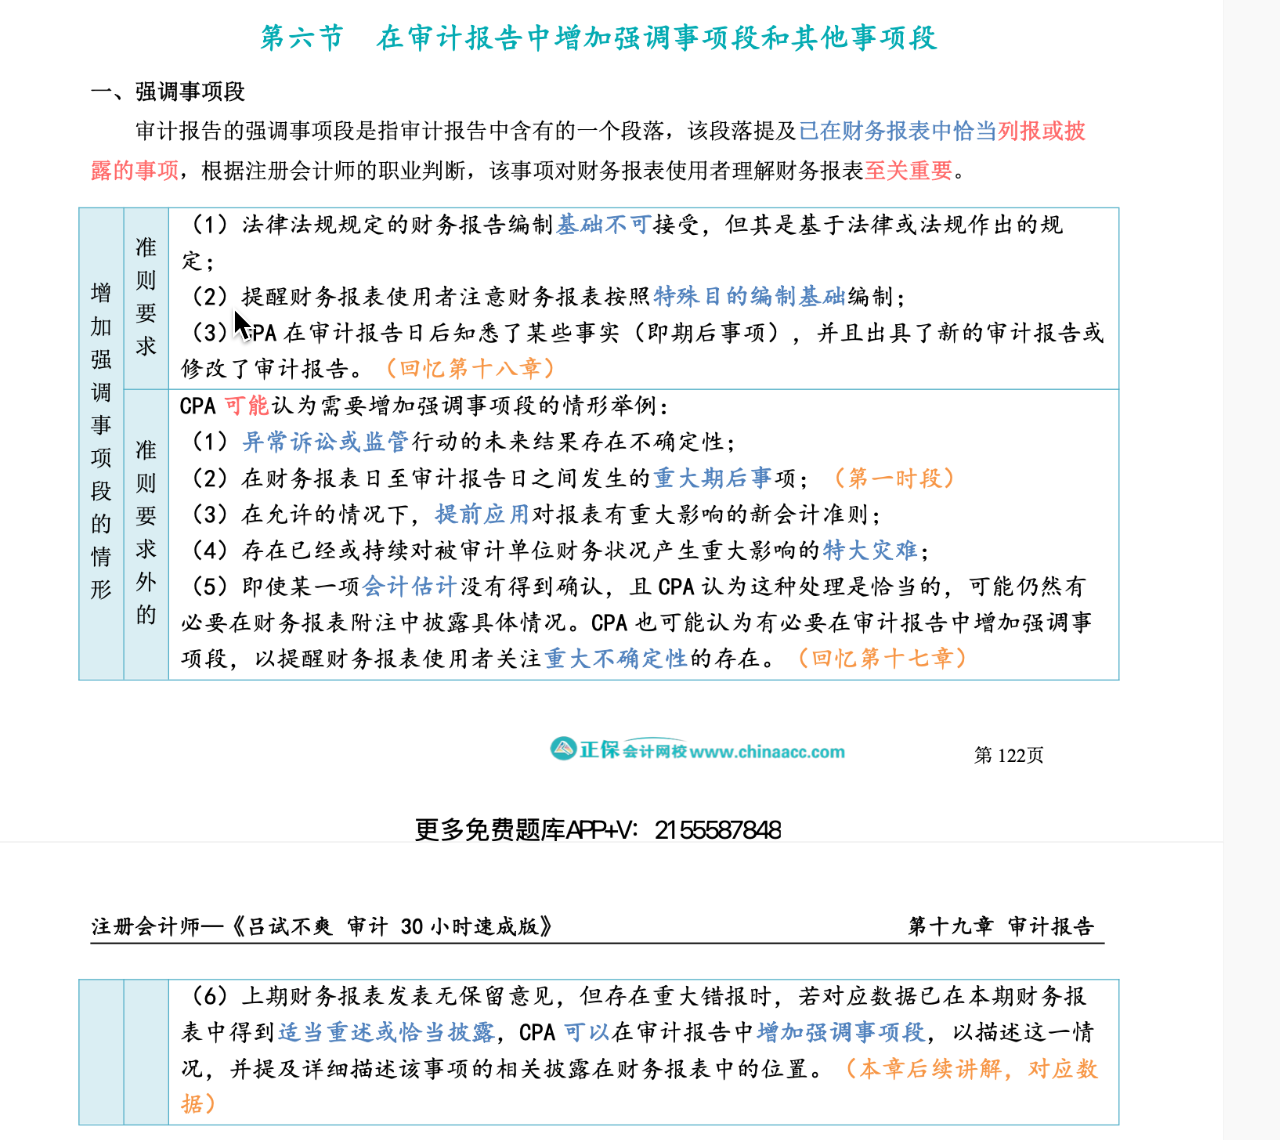 第六节 在审计报告中增加强调事项段和其他事项段
一、强调事项段
审计报告的强调事项段是指审计报告中含有的一个段落，该段落提及已在财务报表中恰当列报或披
露的事项，根据注册会计师的职业判断，该事项对财务报表使用者理解财务报表至关重要。
增加强调事项段的情形
准则要求
（1）法律法规规定的财务报告编制基础不可接受，但其是基于法律或法规作出的规
定；
（2）提醒财务报表使用者注意财务报表按照特殊目的编制基础编制；
（3）CPA 在审计报告日后知悉了某些事实（即期后事项），并且出具了新的审计报告或
修改了审计报告。（回忆第十八章）
准则要求外的
CPA 可能认为需要增加强调事项段的情形举例：
（1）异常诉讼或监管行动的未来结果存在不确定性；
（2）在财务报表日至审计报告日之间发生的重大期后事项；（第一时段）
（3）在允许的情况下，提前应用对报表有重大影响的新会计准则；
（4）存在已经或持续对被审计单位财务状况产生重大影响的特大灾难；
（5）即使某一项会计估计没有得到确认，且 CPA 认为这种处理是恰当的，可能仍然有
必要在财务报表附注中披露具体情况。CPA 也可能认为有必要在审计报告中增加强调事
项段，以提醒财务报表使用者关注重大不确定性的存在。（回忆第十七章）
正保会计网校 www.chinaacc.com
第 122页
更多免费题库APP+V：2155587848
注册会计师—《吕试不爽 审计 30 小时速成版》
第十九章 审计报告
（6）上期财务报表发表无保留意见，但存在重大错报时，若对应数据已在本期财务报
表中得到适当重述或恰当披露，CPA 可以在审计报告中增加强调事项段，以描述这一情
况，并提及详细描述该事项的相关披露在财务报表中的位置。（本章后续讲解，对应数
据）